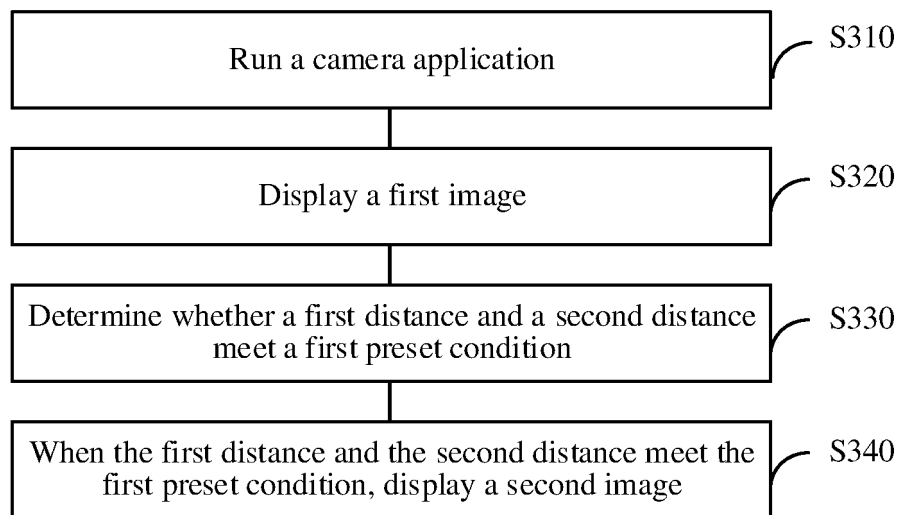 Run a camera application
S310
Display a first image
S320
Determine whether a first distance and a second distance
meet a first preset condition
S330
When the first distance and the second distance meet the
first preset condition, display a second image
S340